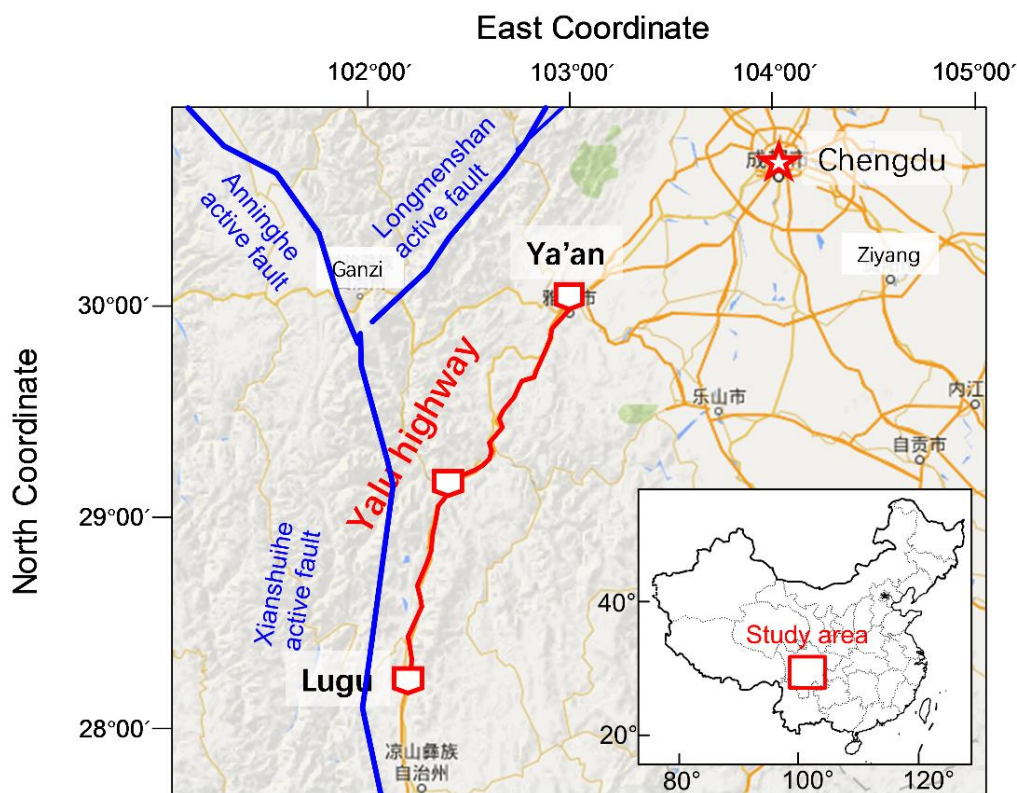 East Coordinate
102°00′
103°00′
104°00′
105°00′
North Coordinate
30°00′
29°00′
28°00′
Anninghe
active fault
Longmenshan
active fault
Chengdu
Ganzi
Ya’an
Ziyang
Yalu highway
乐山市
内江
自贡市
Xianshuihe
active fault
Lugu
凉山彝族
自治州
Study area
40°
20°
80°
100°
120°